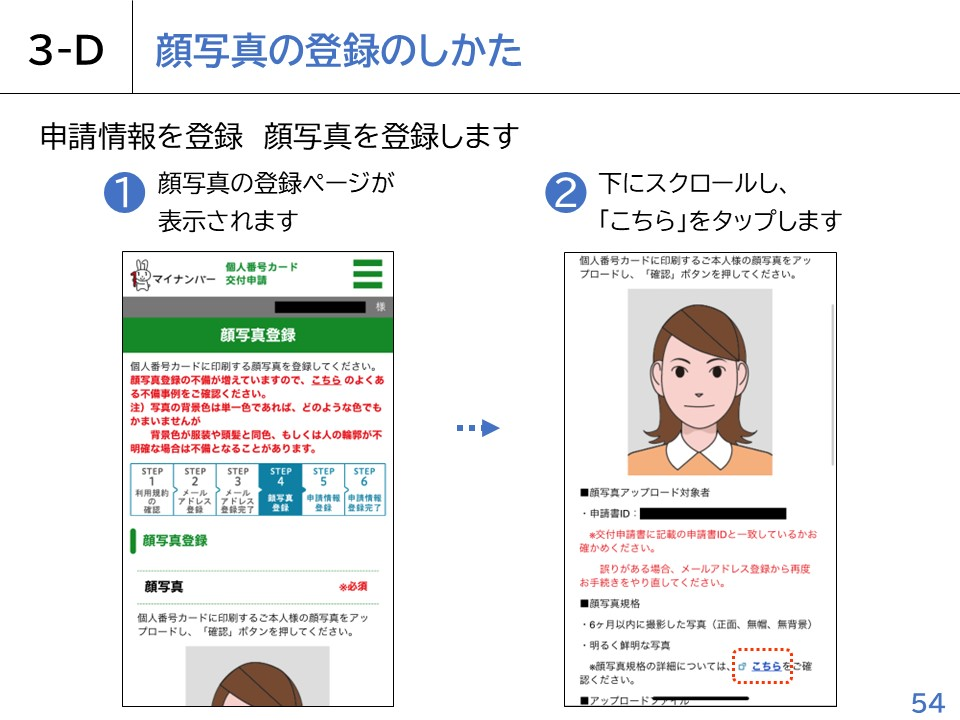 3-D
顔写真の登録のしかた
申請情報を登録　顔写真を登録します
1
顔写真の登録ページが
表示されます
マイナンバー
個人番号カード
交付申請
様
顔写真登録
個人番号カードに印刷する顔写真を登録してください。
顔写真登録の不備が増えていますので、こちら のよくあ
る不備事例をご確認ください。
注）写真の背景色は単一色であれば、どのような色でも
かまいませんが
背景色が服装や頭髪と同色、もしくは人の輪郭が不
明確な場合は不備となることがあります。
STEP 1 利用規約の確認
STEP 2 メールアドレス登録
STEP 3 メールアドレス登録完了
STEP 4 顔写真登録
STEP 5 申請情報登録
STEP 6 申請情報登録完了
顔写真登録
顔写真 ※必須
個人番号カードに印刷するご本人様の顔写真をアッ
プロードし、「確認」ボタンを押してください。
2
下にスクロールし、
「こちら」をタップします
個人番号カードに印刷するご本人様の顔写真をアッ
プロードし、「確認」ボタンを押してください。
■顔写真アップロード対象者
・申請書ID：
※交付申請書に記載の申請書IDと一致しているかお
確かめください。
誤りがある場合、メールアドレス登録から再度
お手続きをやり直してください。
■顔写真規格
・6ヶ月以内に撮影した写真（正面、無帽、無背景）
・明るく鮮明な写真
※顔写真規格の詳細については、こちらをご確
認ください。
■アップロードファイル
54